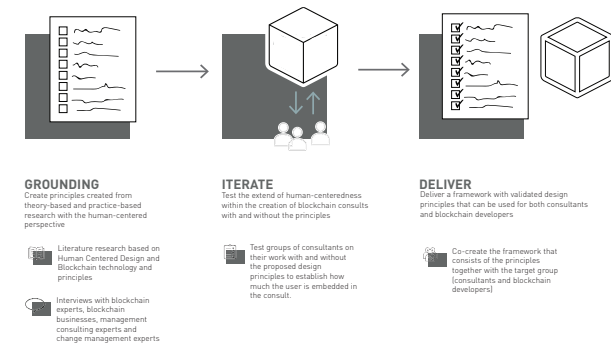 GROUNDING
Create principles created from
theory-based and practice-based
research with the human-centered
perspective
Literature research based on
Human Centered Design and
Blockchain technology and
principles
Interviews with blockchain
experts, blockchain
businesses, management
consulting experts and
change management experts
ITERATE
Test the extend of human-centeredness
within the creation of blockchain consults
with and without the principles
Test groups of consultants on
their work with and without
the proposed design
principles to establish how
much the user is embedded in
the consult.
DELIVER
Deliver a framework with validated design
principles that can be used for both consultants
and blockchain developers
Co-create the framework that
consists of the principles
together with the target group
(consultants and blockchain
developers)